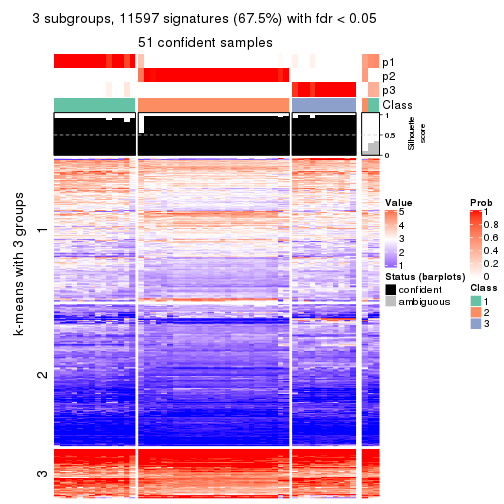 3 subgroups, 11597 signatures (67.5%) with fdr < 0.05
51 confident samples
p1
p2
p3
Class
1
0.5
0
Silhouette
score
k-means with 3 groups
1
2
3
Value
5
4
3
2
1
Status (barplots)
confident
ambiguous
Prob
1
0.8
0.6
0.4
0.2
0
Class
1
2
3